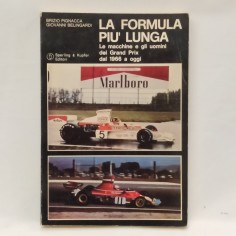 BRIZIO PIGNACCA
GIOVANNI BELINGARDI
LA FORMULA
PIU' LUNGA
Le macchine e gli uomini
del Grand Prix
dal 1966 a oggi
Sperling & Kupfer
Editori
Marlboro
5